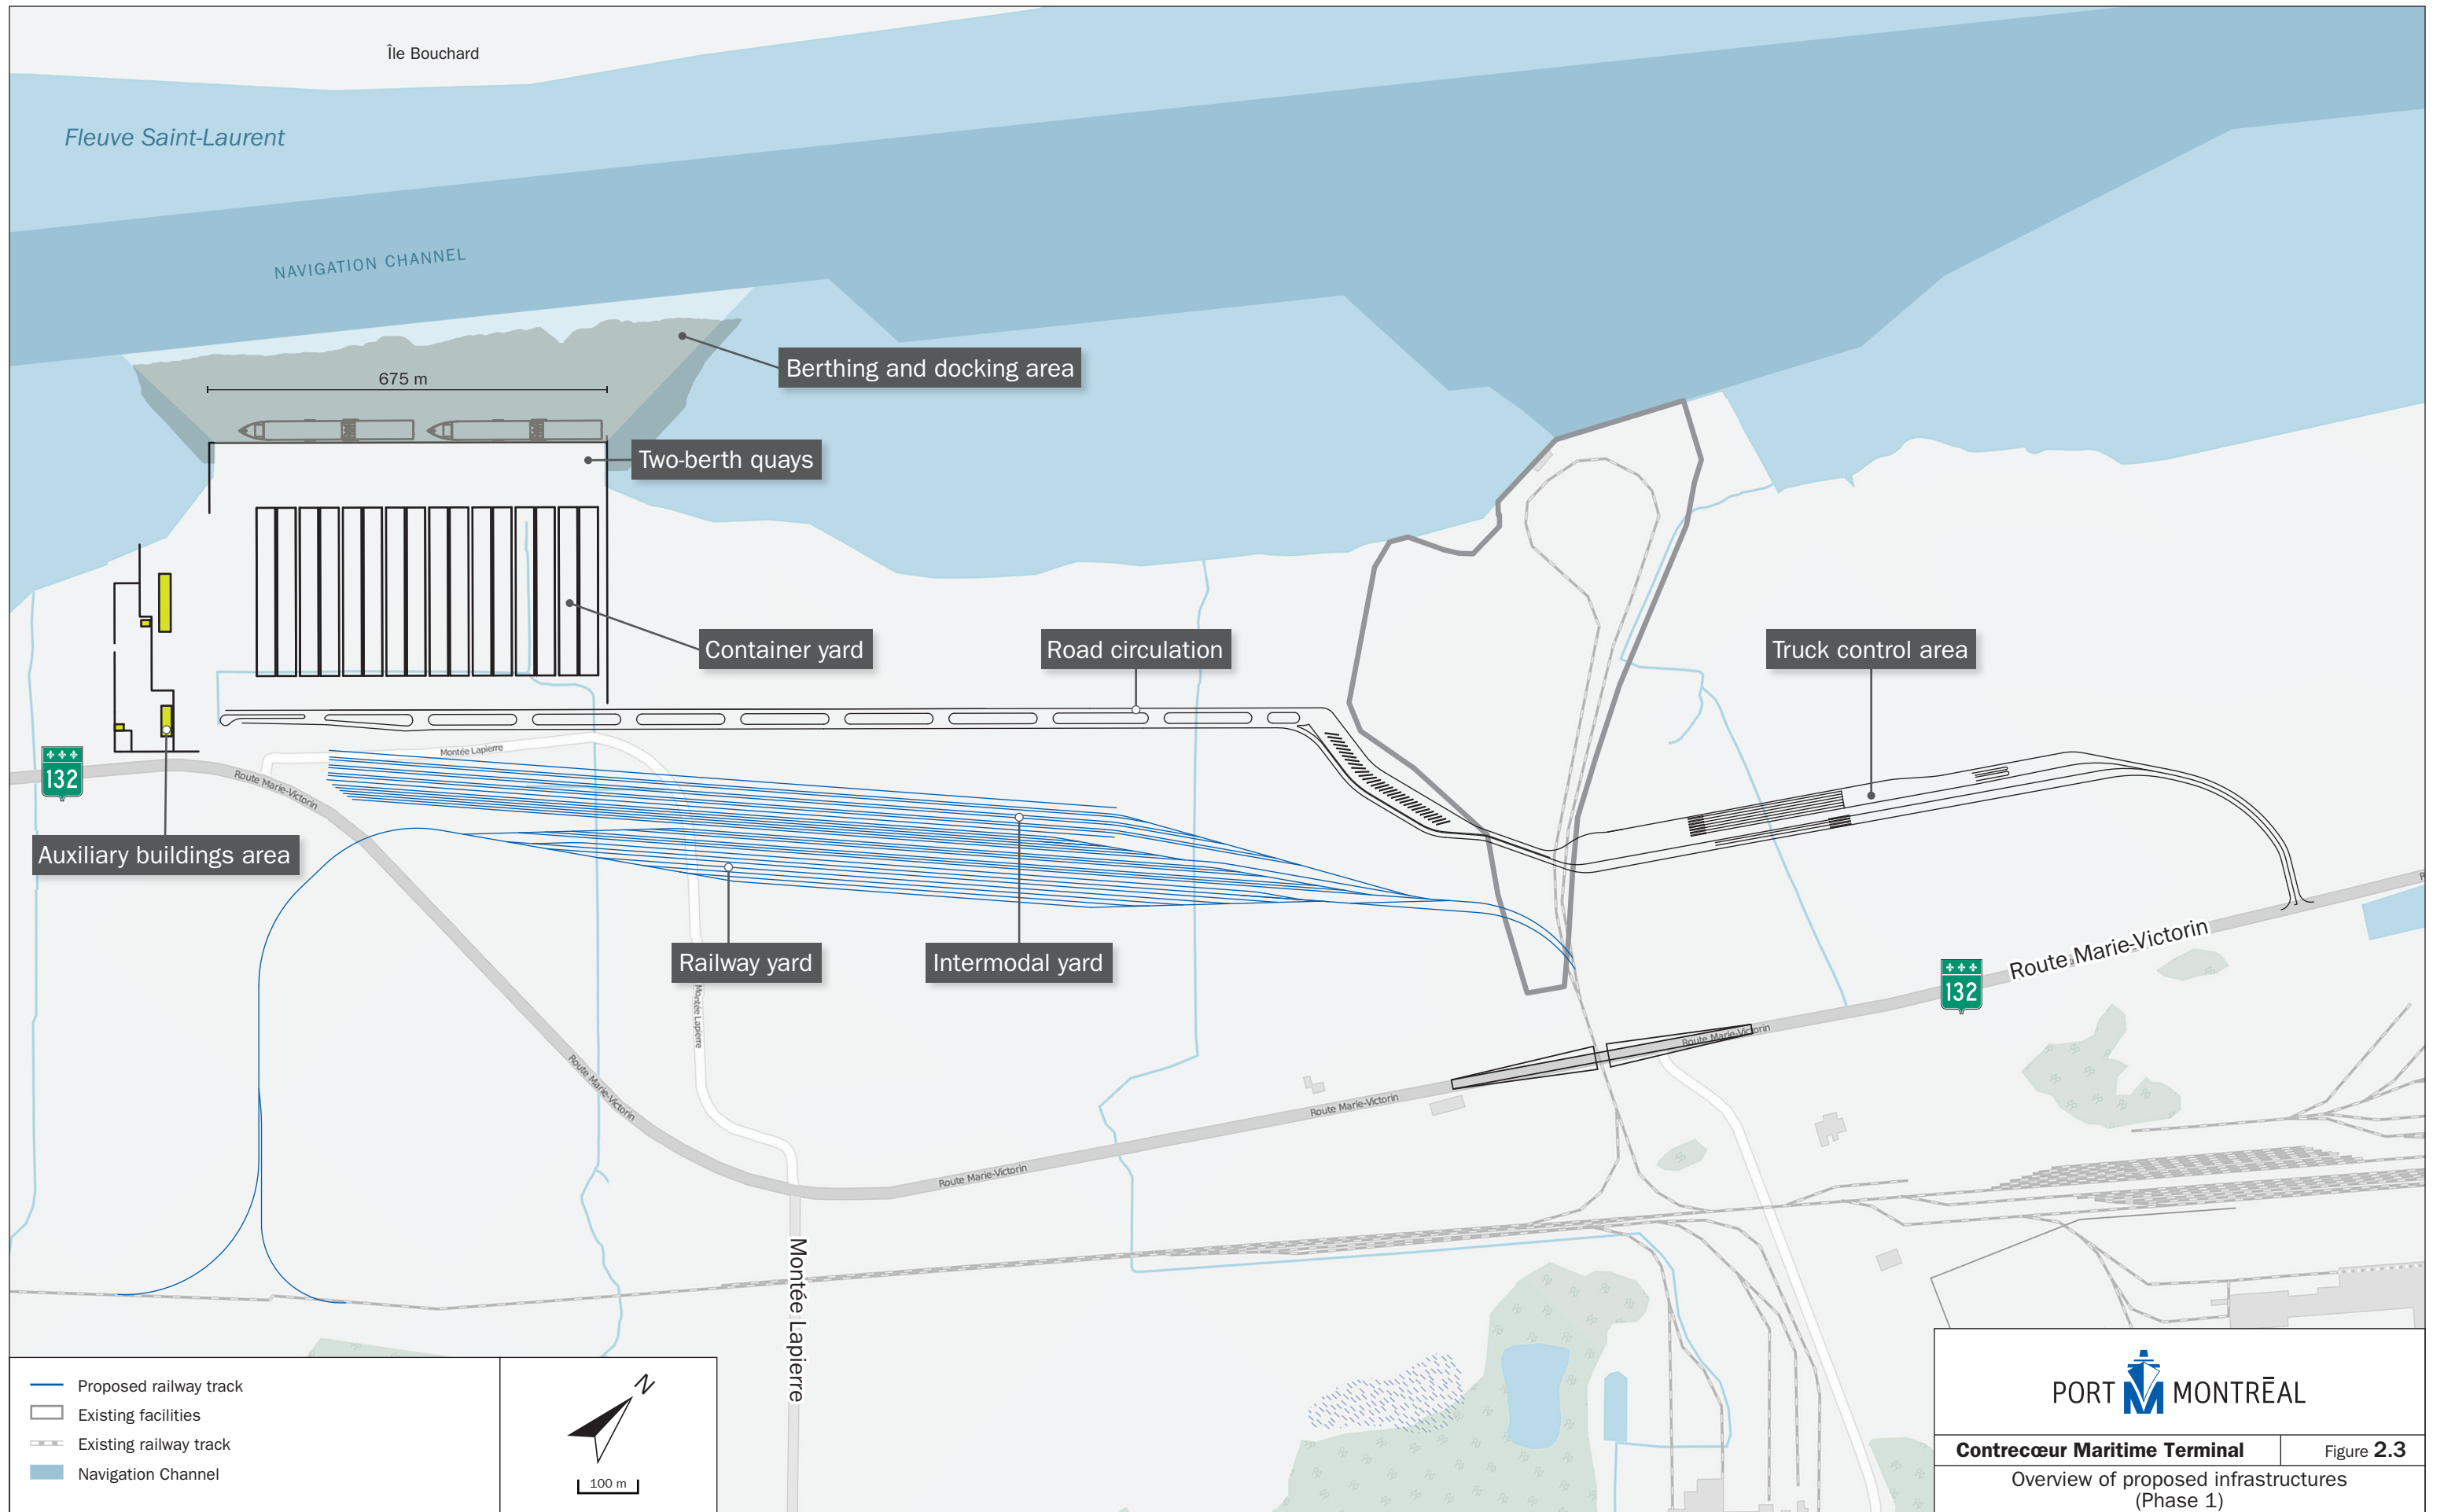 Île Bouchard
Fleuve Saint-Laurent
NAVIGATION CHANNEL
Berthing and docking area
675 m
Two-berth quays
Container yard
Road circulation
Truck control area
Montée Lapierre
132
Route Marie-Victorin
Auxiliary buildings area
Railway yard
Intermodal yard
Route Marie-Victorin
132
Montée Lapierre
Route Marie-Victorin
Route Marie-Victorin
Route Marie-Victorin
Route Marie-Victorin
Montée Lapierre
Proposed railway track
Existing facilities
Existing railway track
Navigation Channel
N
100 m
PORT MONTRÉAL
Contrecœur Maritime Terminal
Figure 2.3
Overview of proposed infrastructures
(Phase 1)